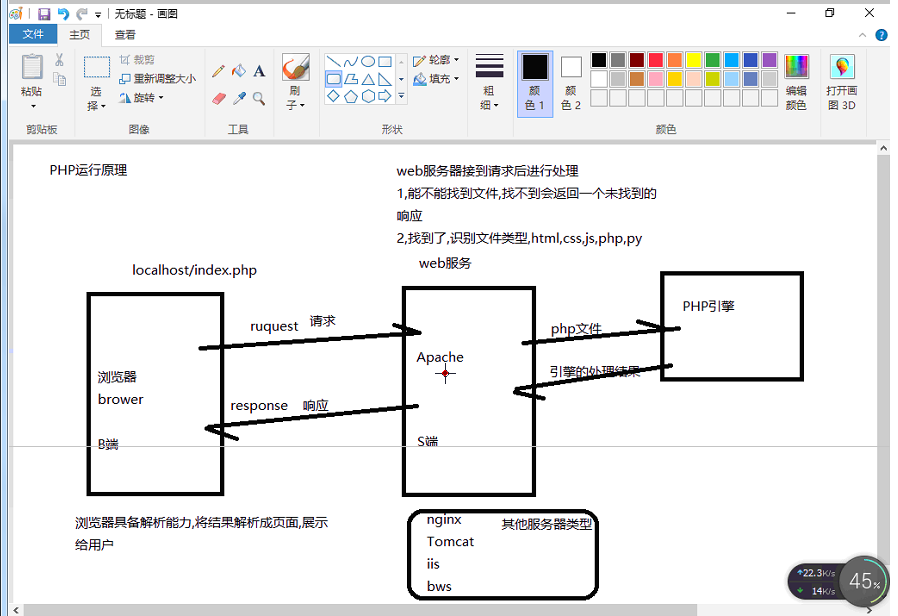 无标题 - 画图
文件
主页
查看
粘贴
剪贴板
选
择
裁剪
重新调整大小
旋转
图像
A
工具
刷
子
形状
轮廓
填充
粗
细
颜
色 1
颜
色 2
颜色
编辑
颜色
打开画
图 3D
PHP运行原理
web服务器接到请求后进行处理
1,能不能找到文件,找不到会返回一个未找到的
响应
2,找到了,识别文件类型,html,css,js,php,py
web服务
localhost/index.php
PHP引擎
ruquest 请求
php文件
Apache
引擎的处理结果
浏览器
brower
response 响应
B端
S端
浏览器具备解析能力,将结果解析成页面,展示
给用户
nginx
其他服务器类型
Tomcat
iis
bws
22.3K/s
14K/s
45%